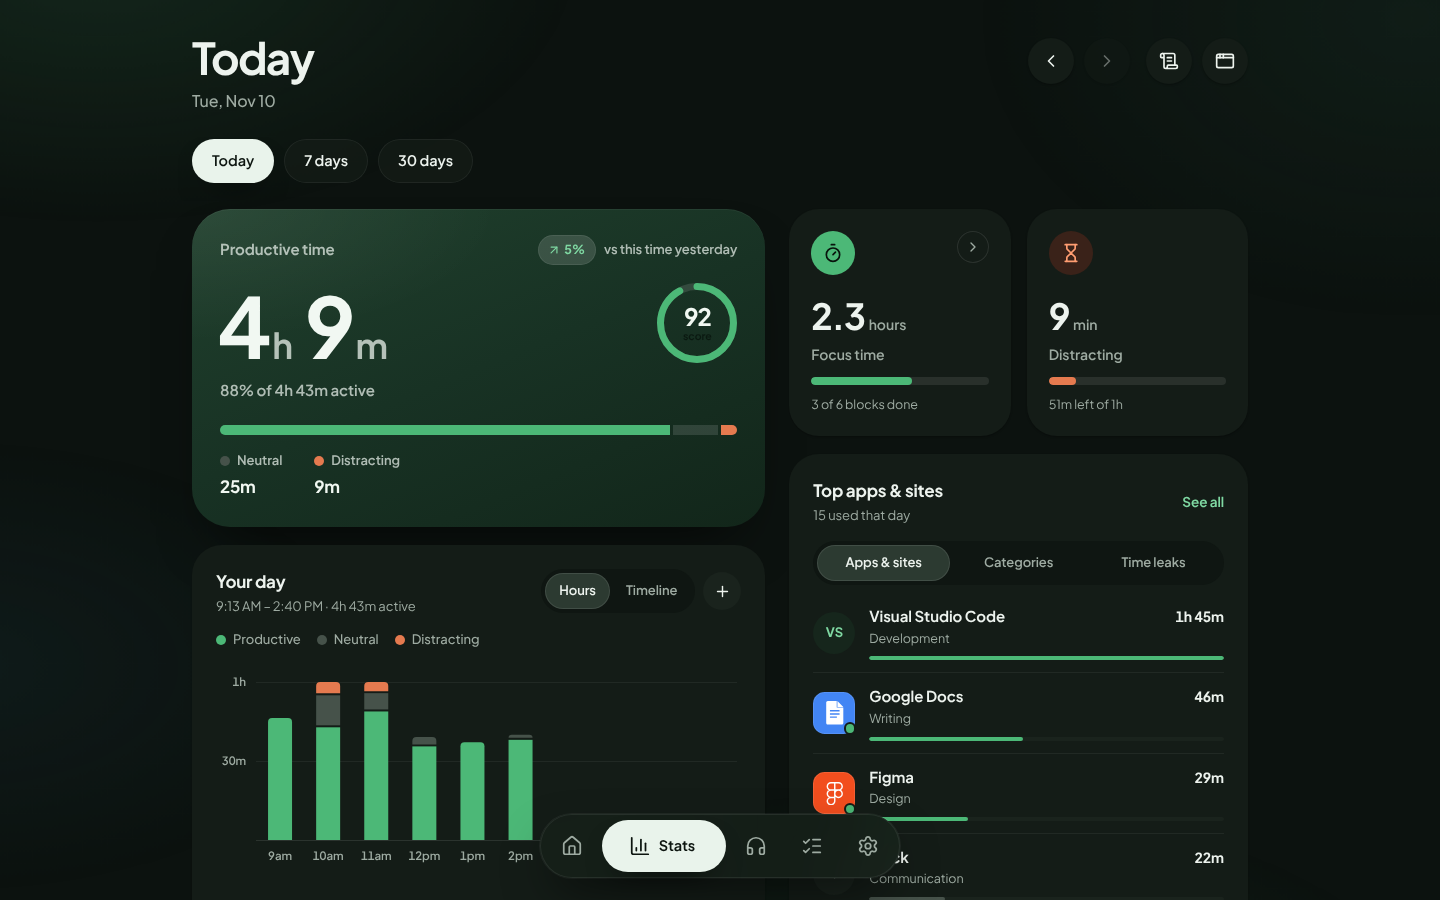 Today
Tue, Nov 10
Today
7 days
30 days
Productive time
5% vs this time yesterday
4h 9m
92
score
88% of 4h 43m active
Neutral
25m
Distracting
9m
2.3 hours
Focus time
3 of 6 blocks done
9 min
Distracting
51m left of 1h
Your day
9:13 AM – 2:40 PM · 4h 43m active
Hours
Timeline
Productive
Neutral
Distracting
1h
30m
9am
10am
11am
12pm
1pm
2pm
Top apps & sites
15 used that day
See all
Apps & sites
Categories
Time leaks
VS
Visual Studio Code
1h 45m
Development
Google Docs
46m
Writing
Figma
29m
Design
22m
Communication
Stats